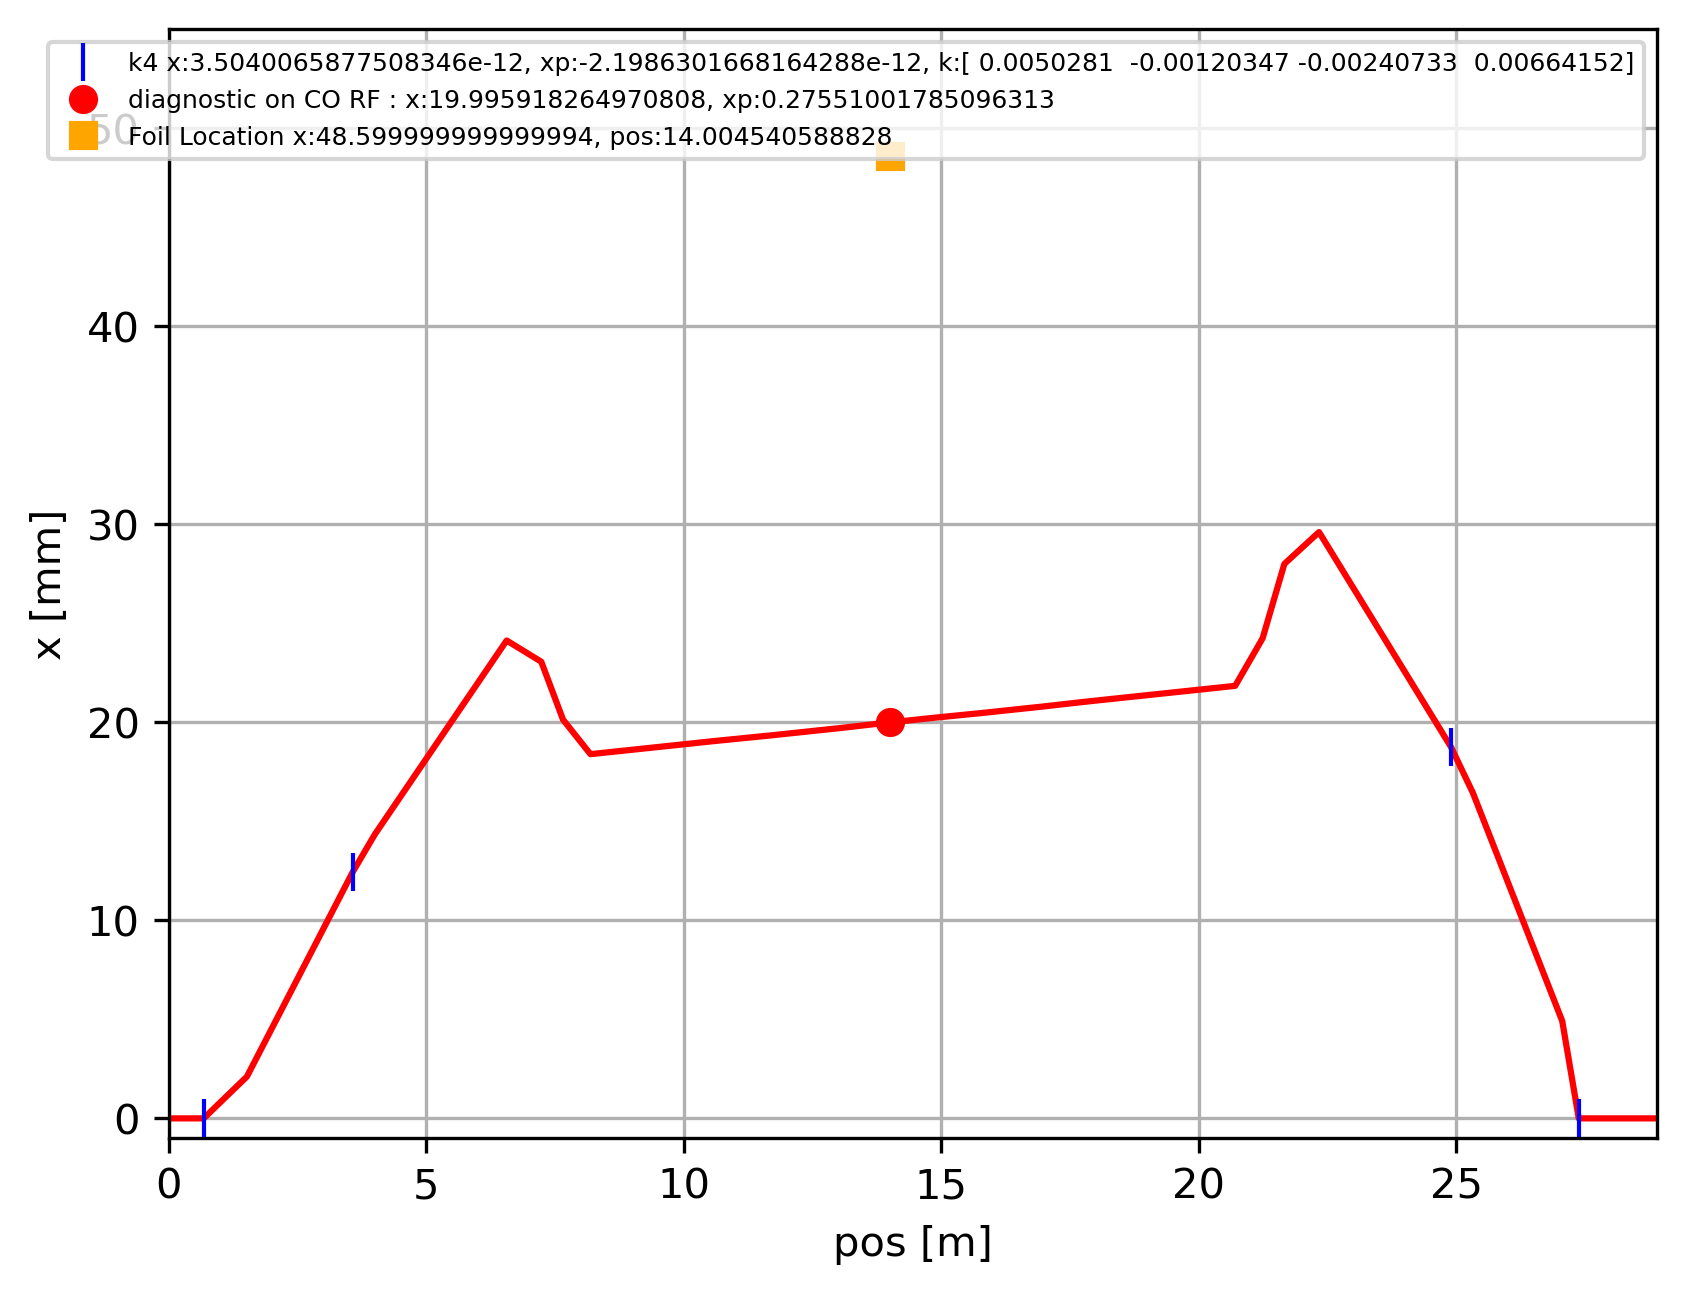 k4 x:3.5040065877508346e-12, xp:-2.1986301668164288e-12, k:[ 0.0050281  -0.00120347 -0.00240733  0.00664152]
diagnostic on CO RF : x:19.995918264970808, xp:0.27551001785096313
Foil Location x:48.599999999999994, pos:14.004540588828
50
40
30
20
10
0
x [mm]
0 5 10 15 20 25
pos [m]